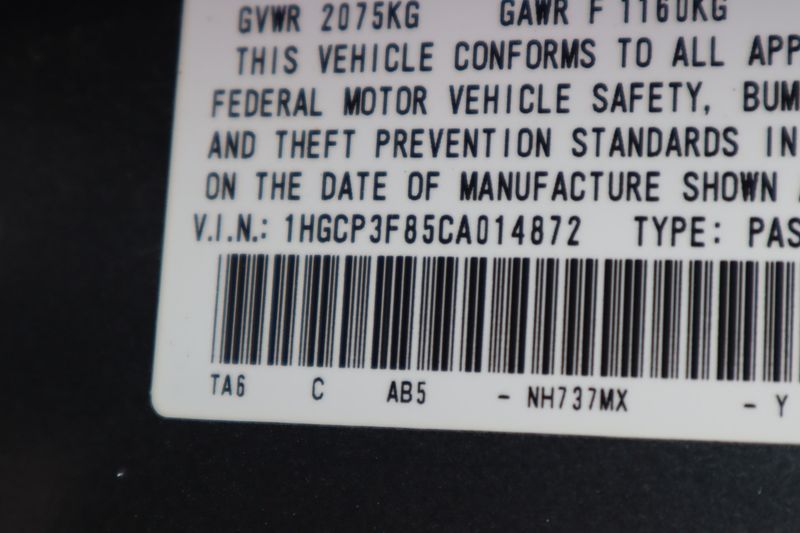 GVWR 2075KG GAWR F 1160KG
THIS VEHICLE CONFORMS TO ALL APP
FEDERAL MOTOR VEHICLE SAFETY, BUM
AND THEFT PREVENTION STANDARDS IN
ON THE DATE OF MANUFACTURE SHOWN
V.I.N.: 1HGCP3F85CA014872 TYPE: PAS
TA6 C AB5 - NH737MX - Y